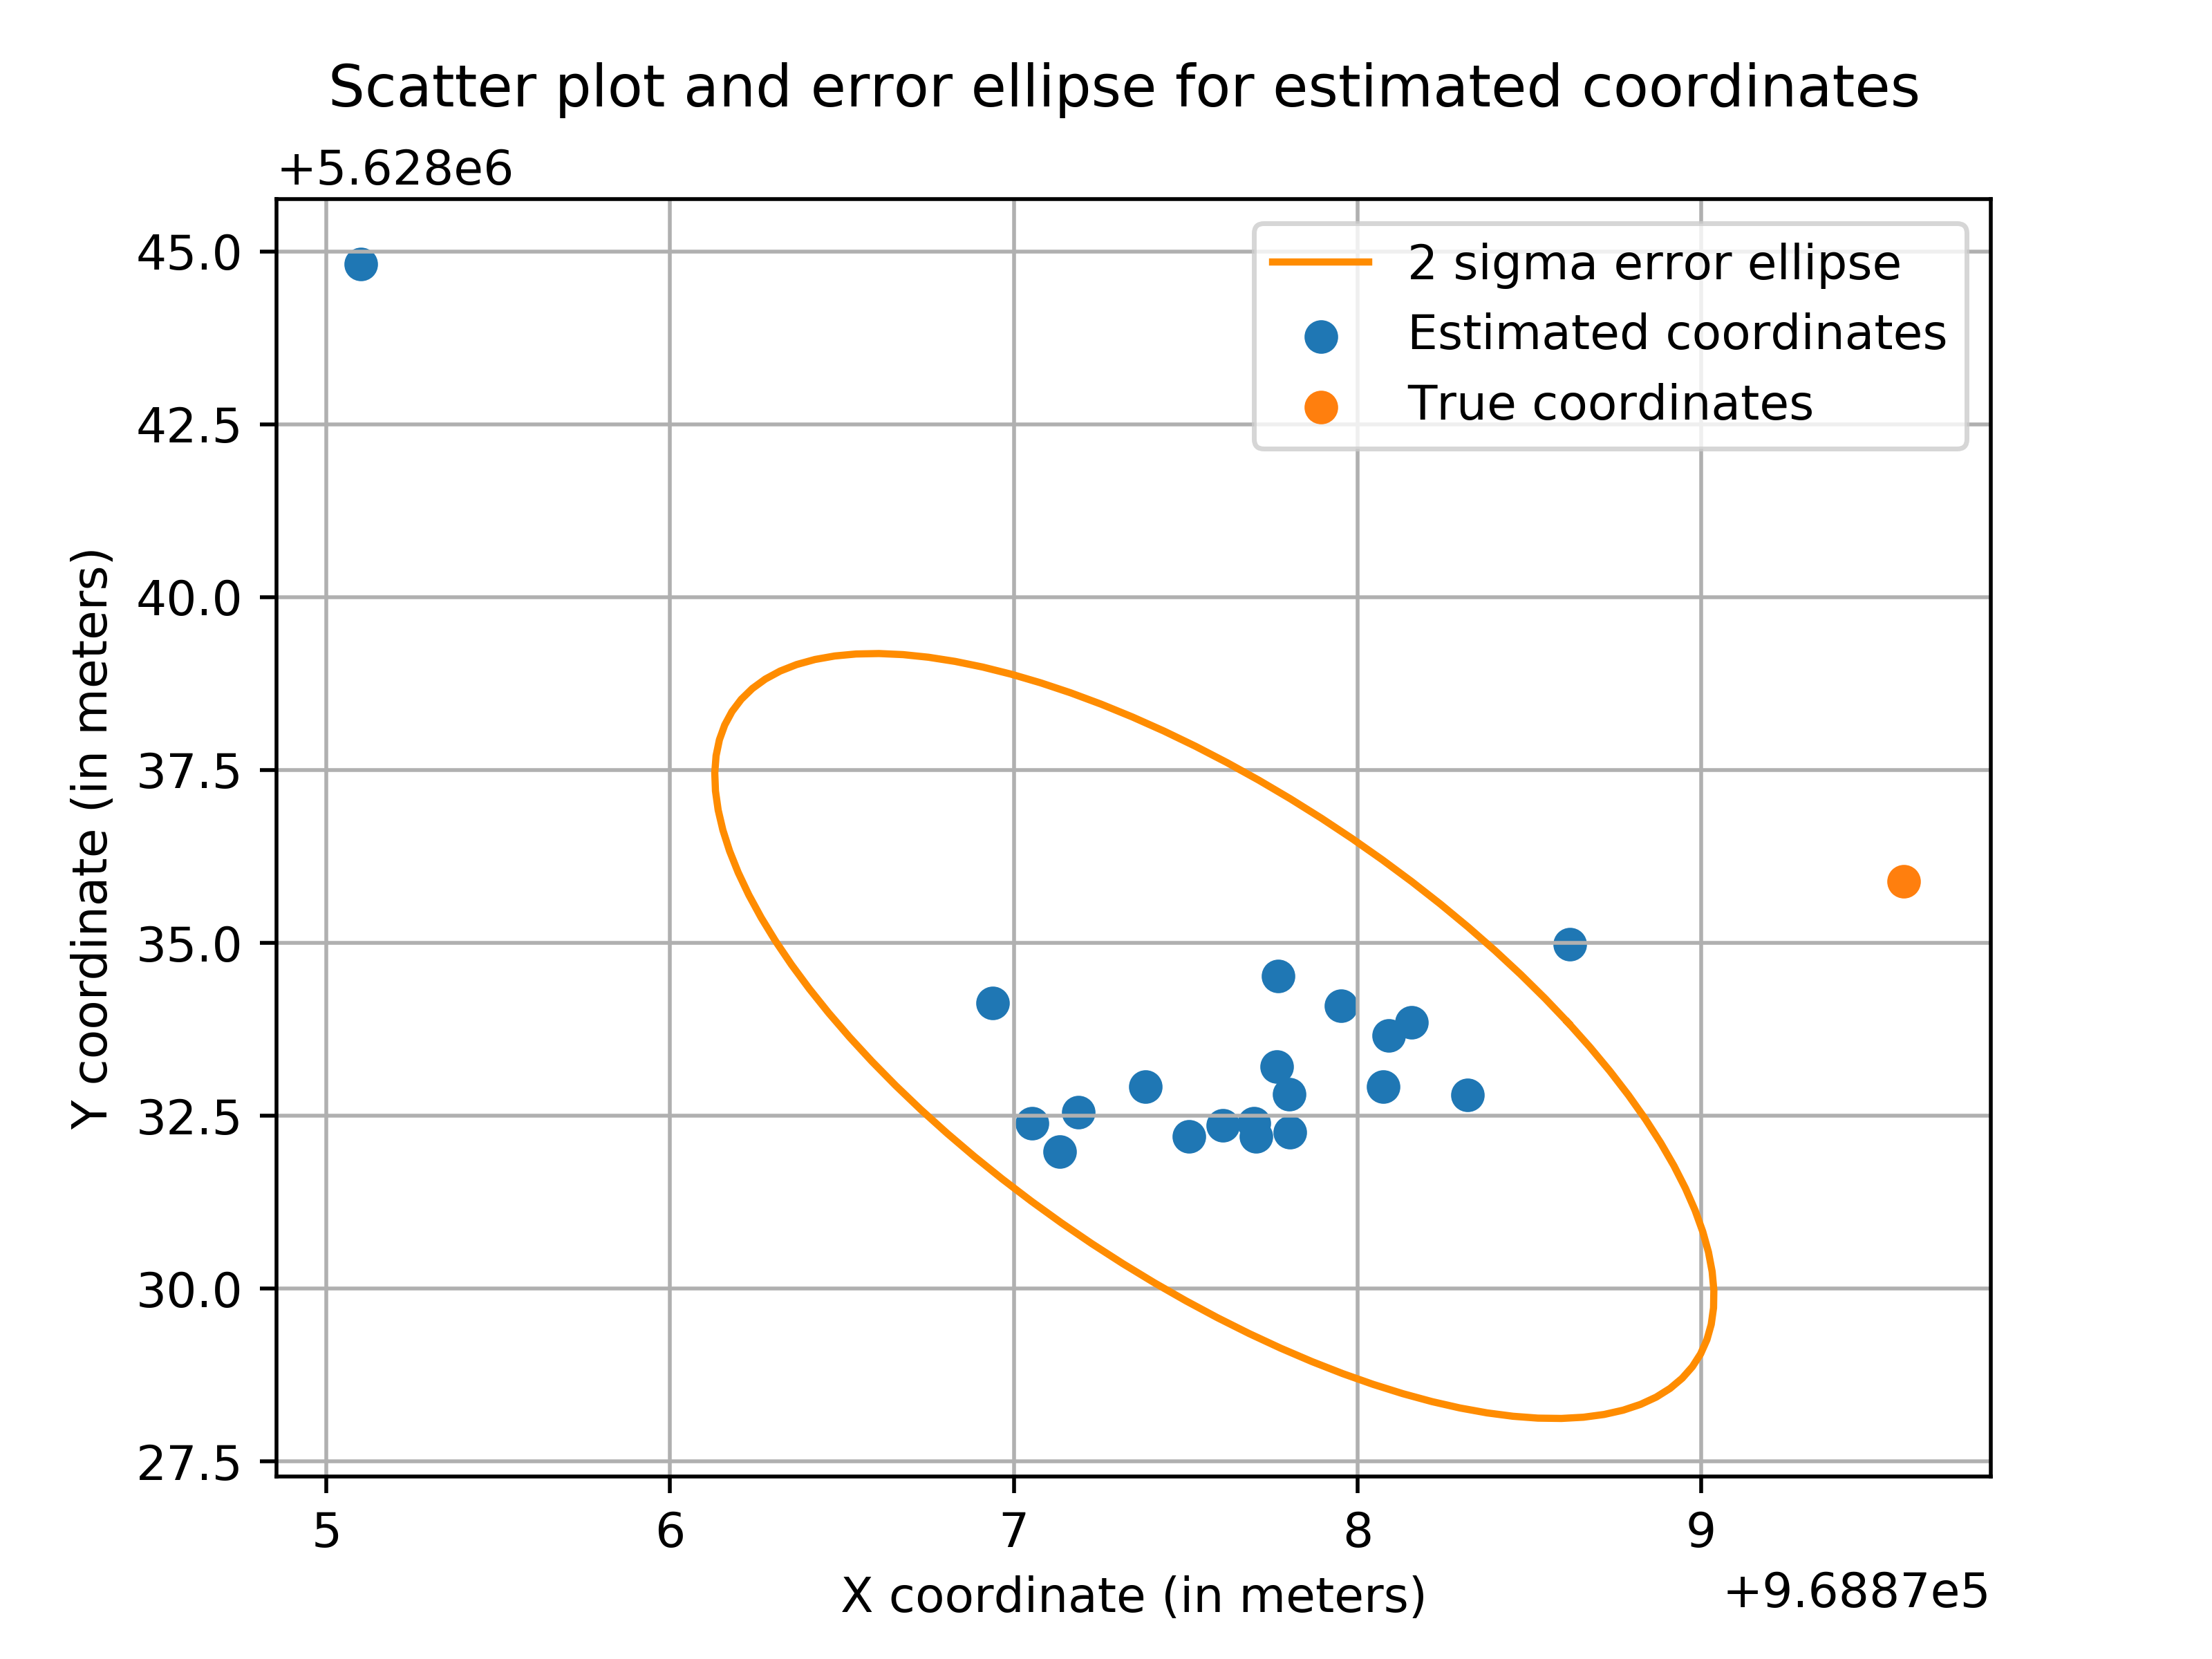 Scatter plot and error ellipse for estimated coordinates
+5.628e6
2 sigma error ellipse
Estimated coordinates
True coordinates
45.0
42.5
40.0
37.5
35.0
32.5
30.0
27.5
Y coordinate (in meters)
5 6 7 8 9
X coordinate (in meters)
+9.6887e5